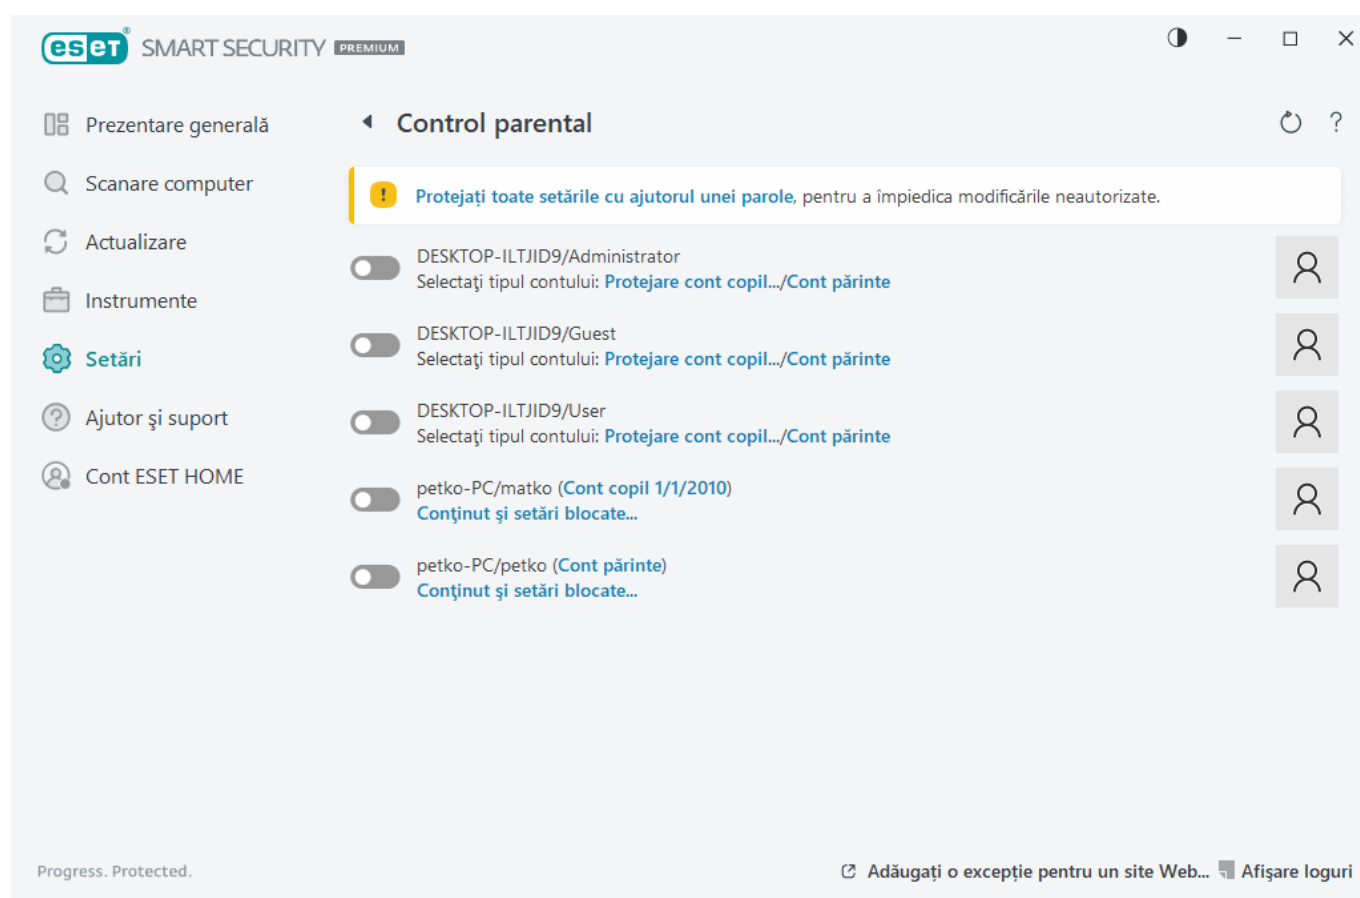 eset® SMART SECURITY PREMIUM
Prezentare generală
Scanare computer
Actualizare
Instrumente
Setări
Ajutor şi suport
Cont ESET HOME
Control parental
?
Protejați toate setările cu ajutorul unei parole, pentru a împiedica modificările neautorizate.
DESKTOP-ILTJID9/Administrator
Selectaţi tipul contului: Protejare cont copil.../Cont părinte
DESKTOP-ILTJID9/Guest
Selectaţi tipul contului: Protejare cont copil.../Cont părinte
DESKTOP-ILTJID9/User
Selectaţi tipul contului: Protejare cont copil.../Cont părinte
petko-PC/matko (Cont copil 1/1/2010)
Conţinut şi setări blocate...
petko-PC/petko (Cont părinte)
Conţinut şi setări blocate...
Progress. Protected.
Adăugați o excepție pentru un site Web...
Afişare loguri